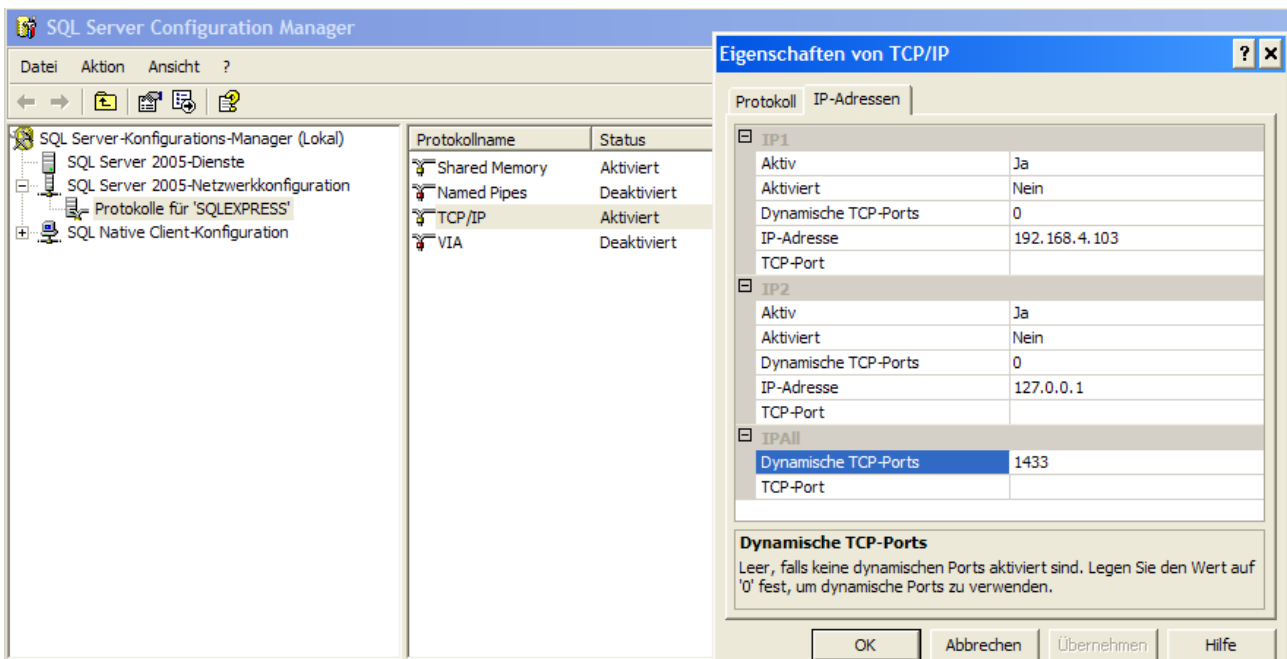 SQL Server Configuration Manager
Datei Aktion Ansicht ?
SQL Server-Konfigurations-Manager (Lokal)
SQL Server 2005-Dienste
SQL Server 2005-Netzwerkkonfiguration
Protokolle für 'SQLEXPRESS'
SQL Native Client-Konfiguration
Protokollname Status
Shared Memory Aktiviert
Named Pipes Deaktiviert
TCP/IP Aktiviert
VIA Deaktiviert
Eigenschaften von TCP/IP
Protokoll IP-Adressen
IP1
Aktiv Ja
Aktiviert Nein
Dynamische TCP-Ports 0
IP-Adresse 192.168.4.103
TCP-Port
IP2
Aktiv Ja
Aktiviert Nein
Dynamische TCP-Ports 0
IP-Adresse 127.0.0.1
TCP-Port
IPAll
Dynamische TCP-Ports 1433
TCP-Port
Dynamische TCP-Ports
Leer, falls keine dynamischen Ports aktiviert sind. Legen Sie den Wert auf
'0' fest, um dynamische Ports zu verwenden.
OK Abbrechen Übernehmen Hilfe